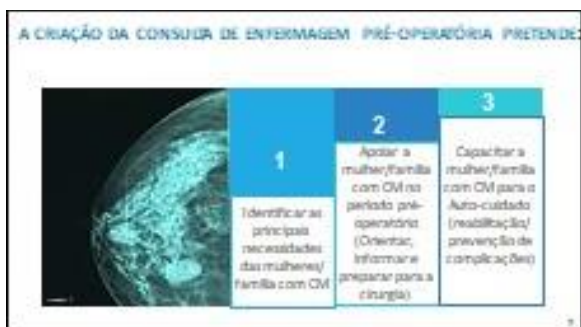 A CRIAÇÃO DA CONSULTA DE ENFERMAGEM PRÉ-OPERATÓRIA PRETENDE:
1
Identificar as
principais
necessidades
das mulheres/
família com CM
2
Apoiar a
mulher/família
com CM no
período pré-
operatório
(Orientar,
informar e
preparar para a
cirurgia)
3
Capacitar a
mulher/família
com CM para o
Auto-cuidado
(reabilitação/
prevenção de
complicações)